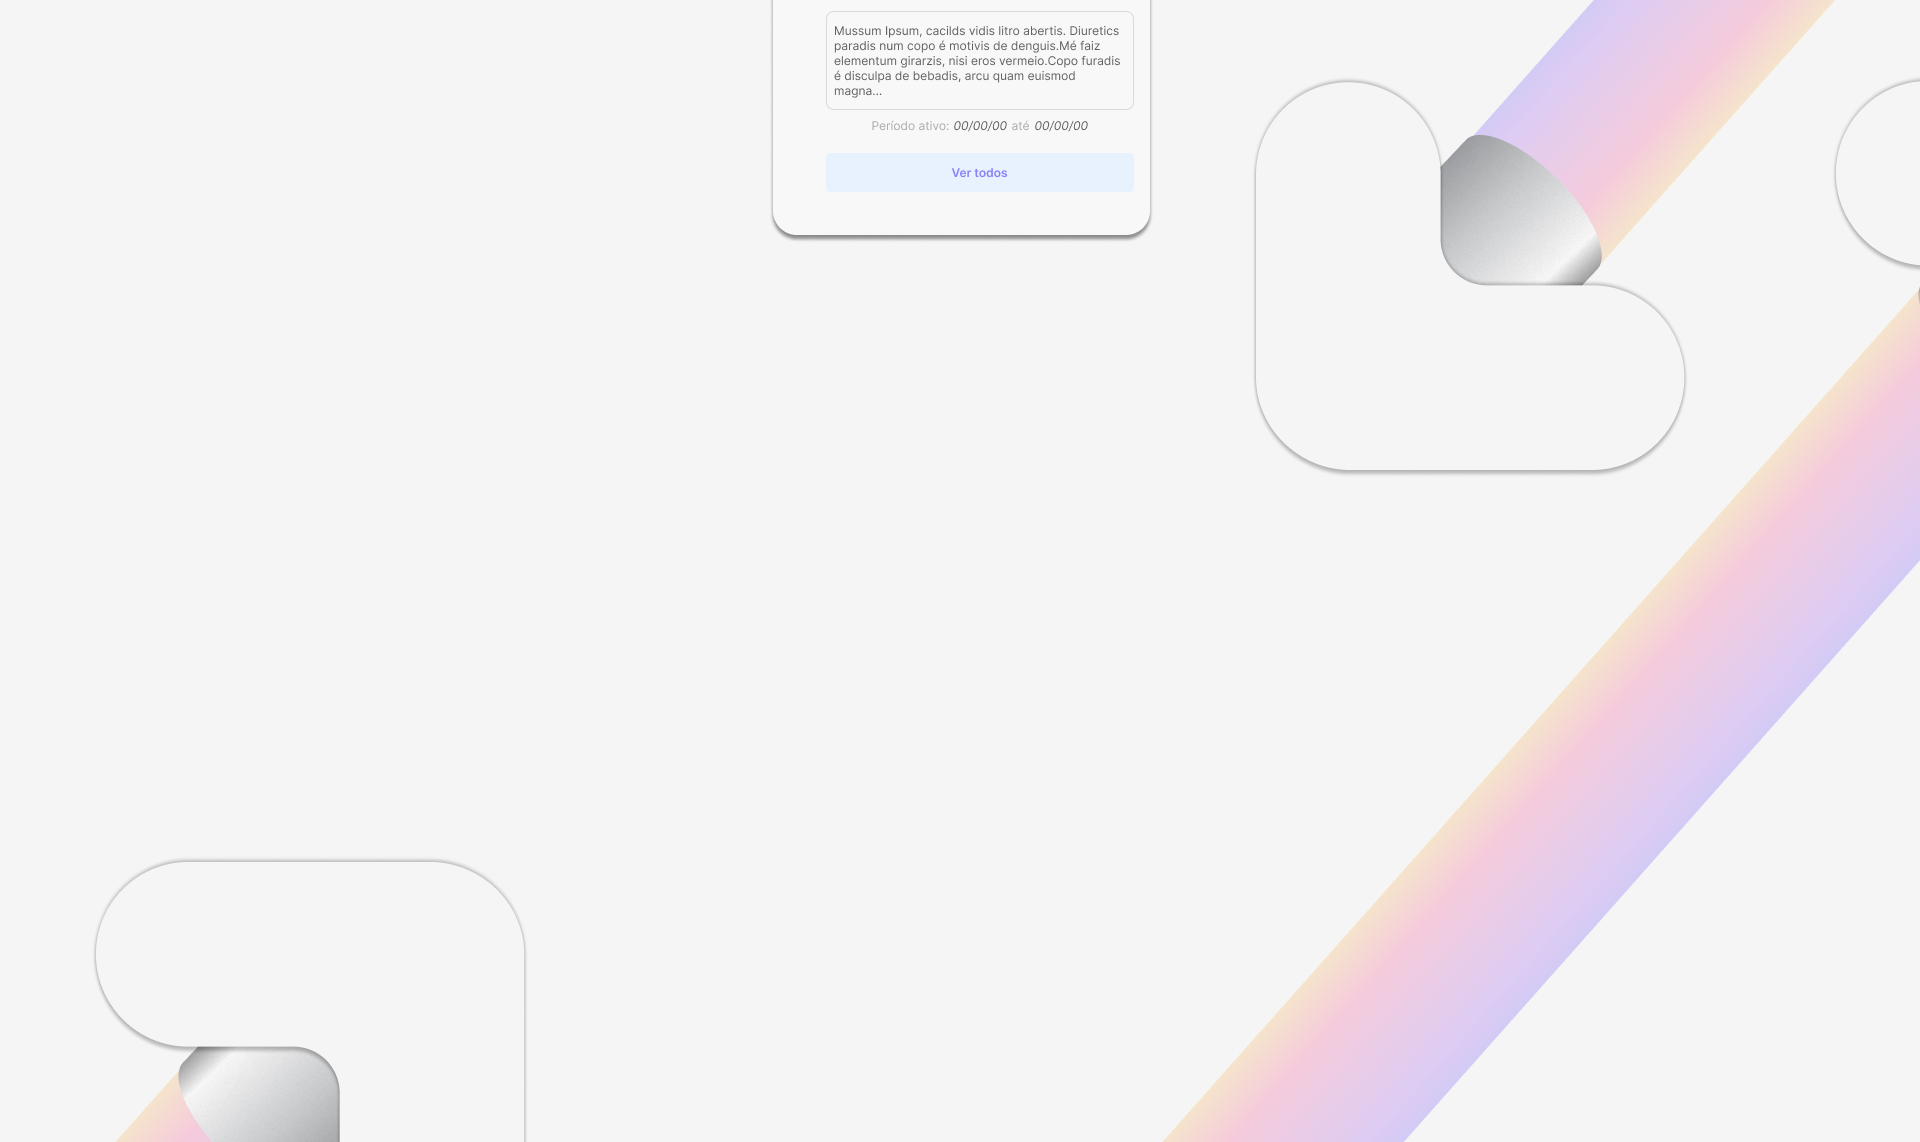 Mussum Ipsum, cacilds vidis litro abertis. Diuretics
paradis num copo é motivis de denguis.Mé faiz
elementum girarzis, nisi eros vermeio.Copo furadis
é disculpa de bebadis, arcu quam euismod
magna...
Período ativo: 00/00/00 até 00/00/00
Ver todos